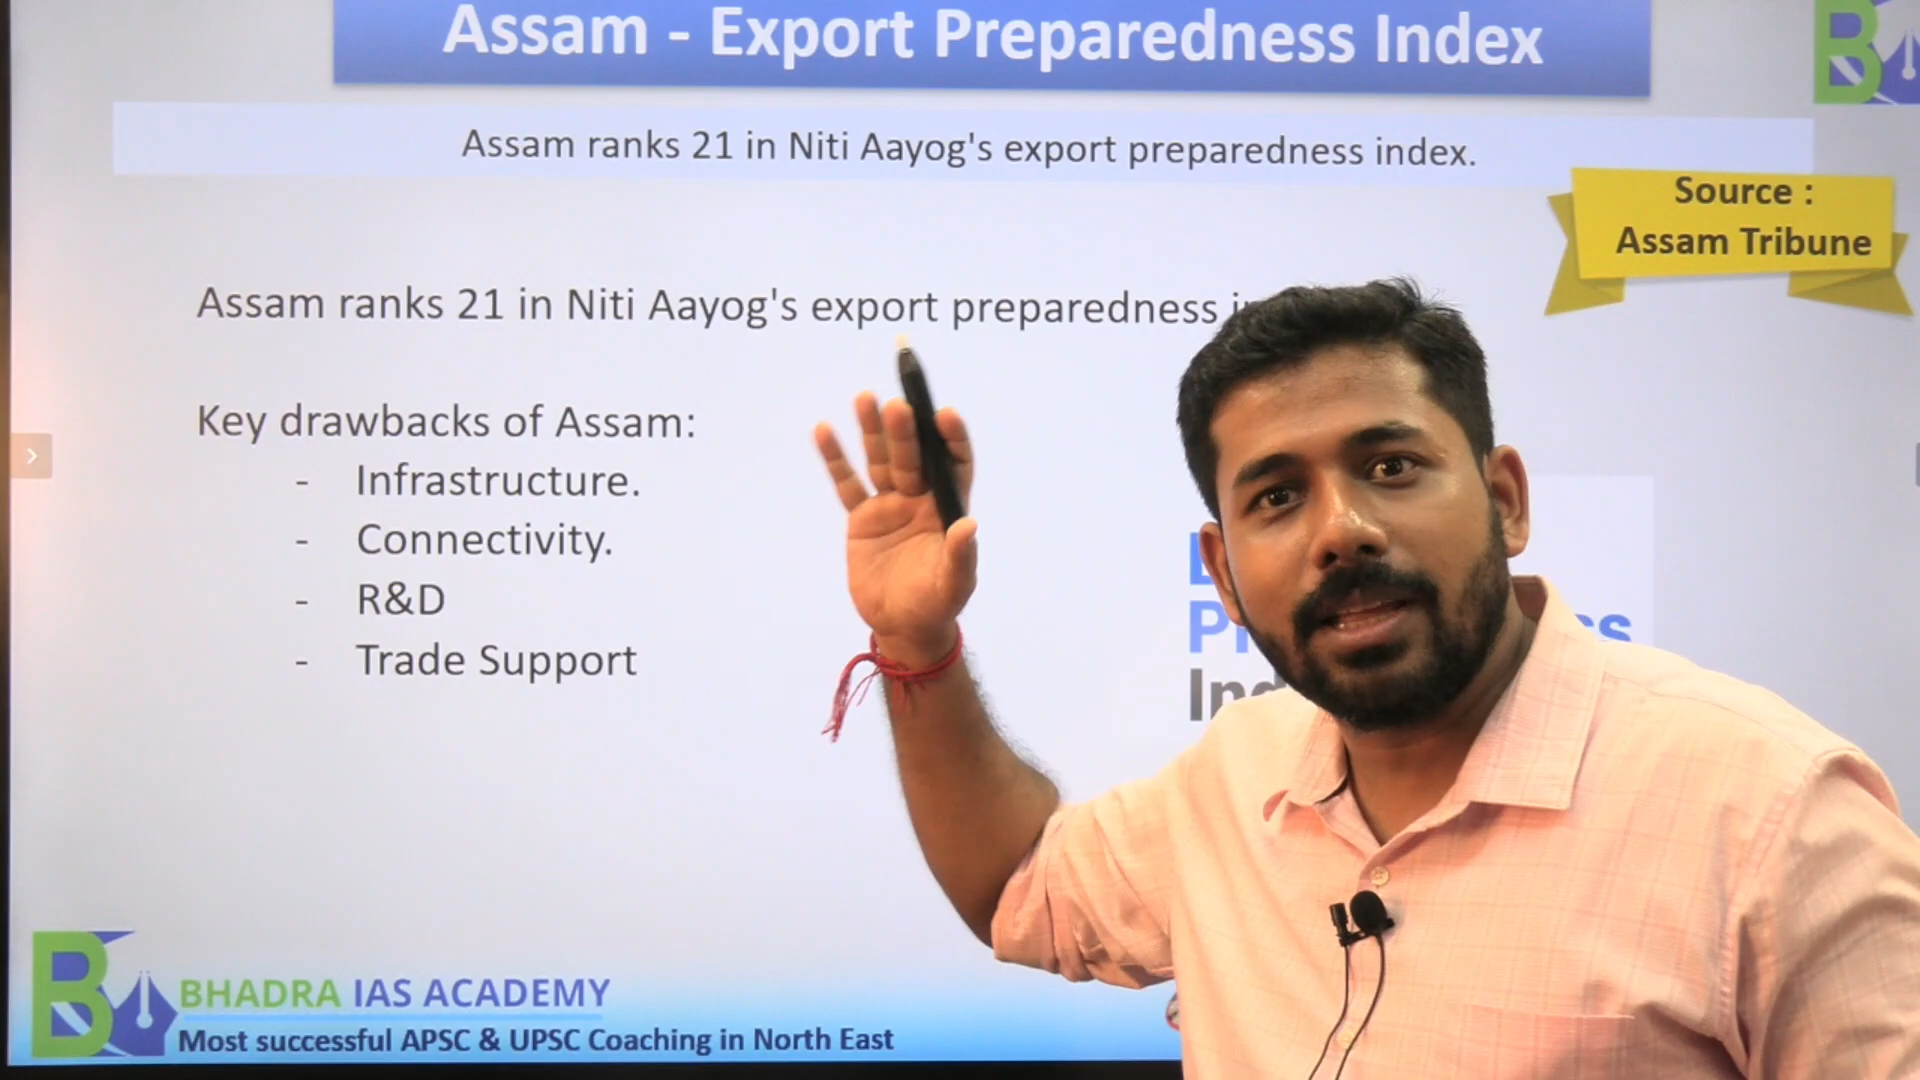 Assam - Export Preparedness Index
Assam ranks 21 in Niti Aayog's export preparedness index.
Source :
Assam Tribune
Assam ranks 21 in Niti Aayog's export preparedness
Key drawbacks of Assam:
- Infrastructure.
- Connectivity.
- R&D
- Trade Support
BHADRA IAS ACADEMY
Most successful APSC & UPSC Coaching in North East